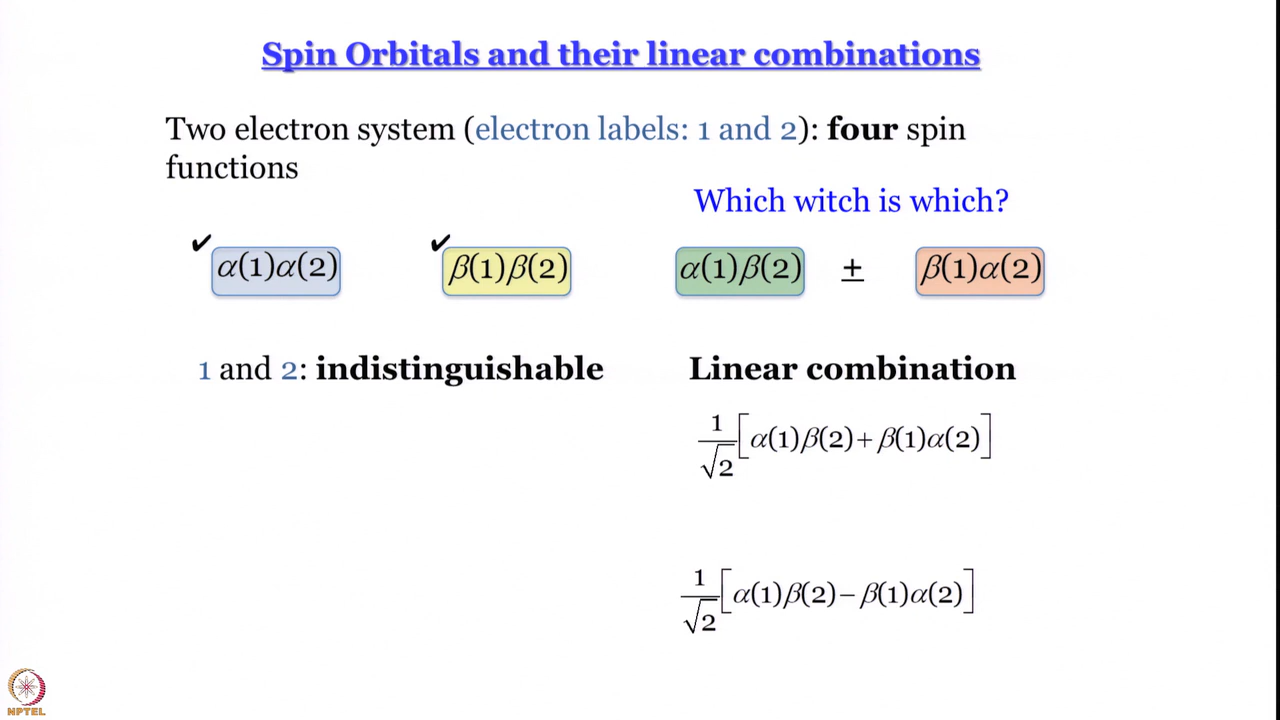 Spin Orbitals and their linear combinations
Two electron system (electron labels: 1 and 2): four spin
functions
Which witch is which?
✔ α(1)α(2) ✔ β(1)β(2) α(1)β(2) ± β(1)α(2)
1 and 2: indistinguishable Linear combination
1/√2 [α(1)β(2) + β(1)α(2)]
1/√2 [α(1)β(2) − β(1)α(2)]
NPTEL